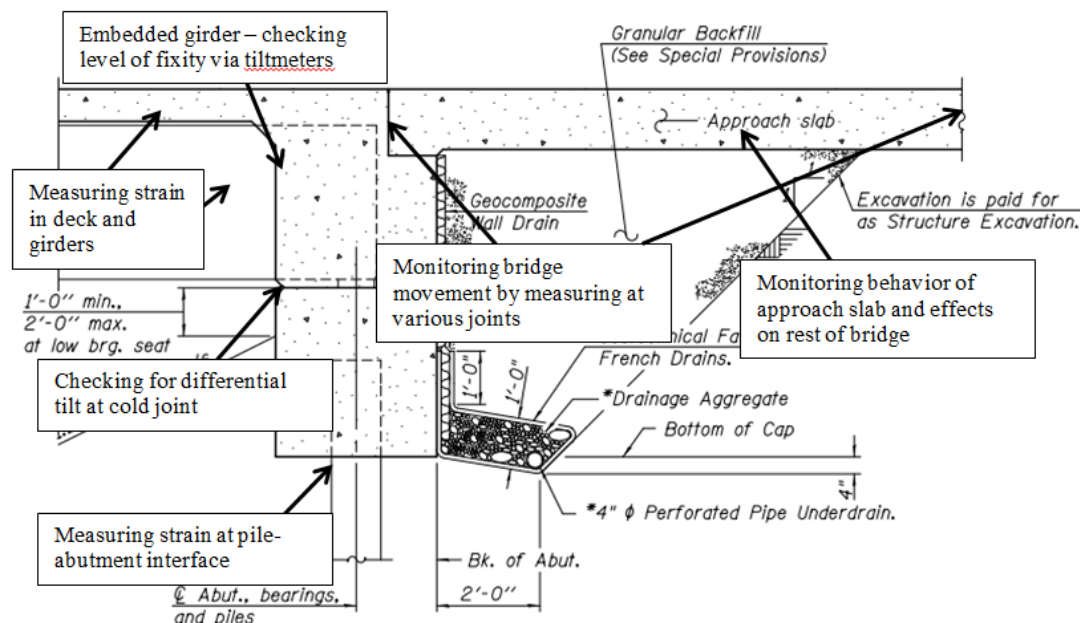 Embedded girder – checking
level of fixity via tiltmeters
Granular Backfill
(See Special Provisions)
Approach slab
Measuring strain
in deck and
girders
Geocomposite
Wall Drain
Excavation is paid for
as Structure Excavation.
Monitoring bridge
movement by measuring at
various joints
Monitoring behavior of
approach slab and effects
on rest of bridge
1'-0" min.,
2'-0" max.
at low brg. seat
French Drains.
1'-0"
1'-0"
Checking for differential
tilt at cold joint
*Drainage Aggregate
Bottom of Cap
4"
*4" ϕ Perforated Pipe Underdrain.
Measuring strain at pile-
abutment interface
Bk. of Abut.
2'-0"
℄ Abut., bearings,
and piles